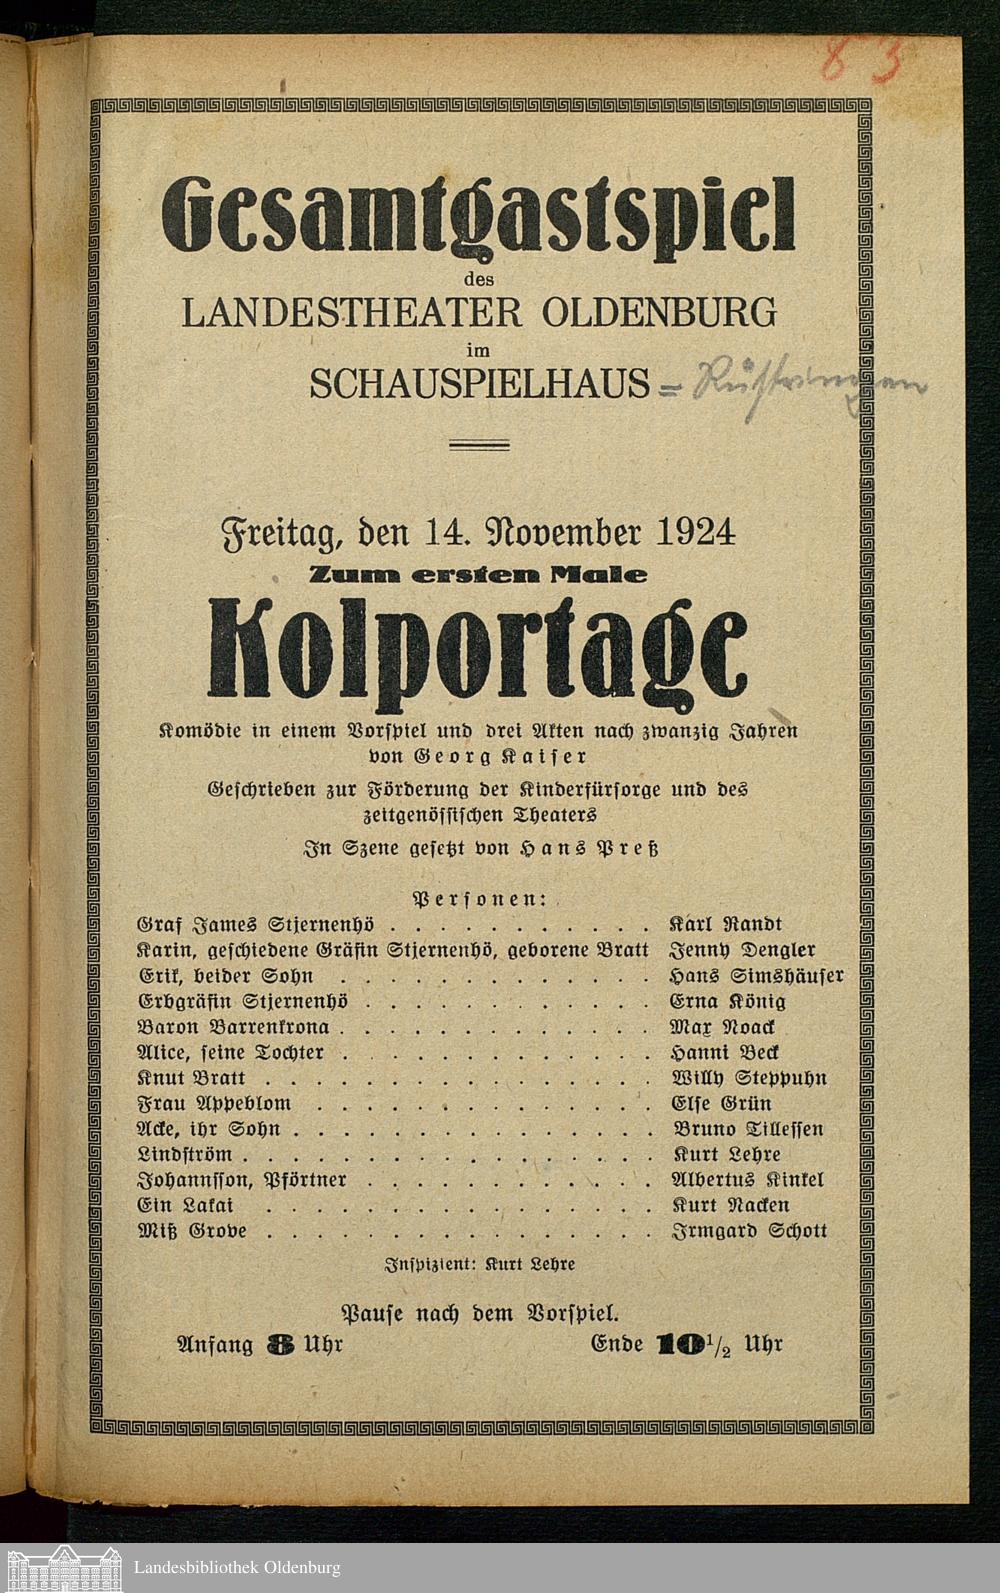 83
Gesamtgastspiel
des
LANDESTHEATER OLDENBURG
im
SCHAUSPIELHAUS = Rüstringen
Freitag, den 14. November 1924
Zum ersten Male
Kolportage
Komödie in einem Vorspiel und drei Akten nach zwanzig Jahren
von Georg Kaiser
Geschrieben zur Förderung der Kinderfürsorge und des
zeitgenössischen Theaters
In Szene gesetzt von Hans Preß
Personen:
Graf James Stjernenhö . . . . . . . . . . . Karl Randt
Karin, geschiedene Gräfin Stjernenhö, geborene Bratt Jenny Dengler
Erik, beider Sohn . . . . . . . . . . . . . Hans Simshäuser
Erbgräfin Stjernenhö . . . . . . . . . . . . Erna König
Baron Barrenkrona . . . . . . . . . . . . . Max Noack
Alice, seine Tochter . . . . . . . . . . . . . Hanni Beck
Knut Bratt . . . . . . . . . . . . . . . . Willy Steppuhn
Frau Appeblom . . . . . . . . . . . . . . Else Grün
Acke, ihr Sohn . . . . . . . . . . . . . . . Bruno Tillessen
Lindström . . . . . . . . . . . . . . . . . Kurt Lehre
Johannsson, Pförtner . . . . . . . . . . . . Albertus Kinkel
Ein Lakai . . . . . . . . . . . . . . . . Kurt Nacken
Miß Grove . . . . . . . . . . . . . . . . Irmgard Schott
Inspizient: Kurt Lehre
Pause nach dem Vorspiel.
Anfang 8 Uhr Ende 10 1/2 Uhr
Landesbibliothek Oldenburg